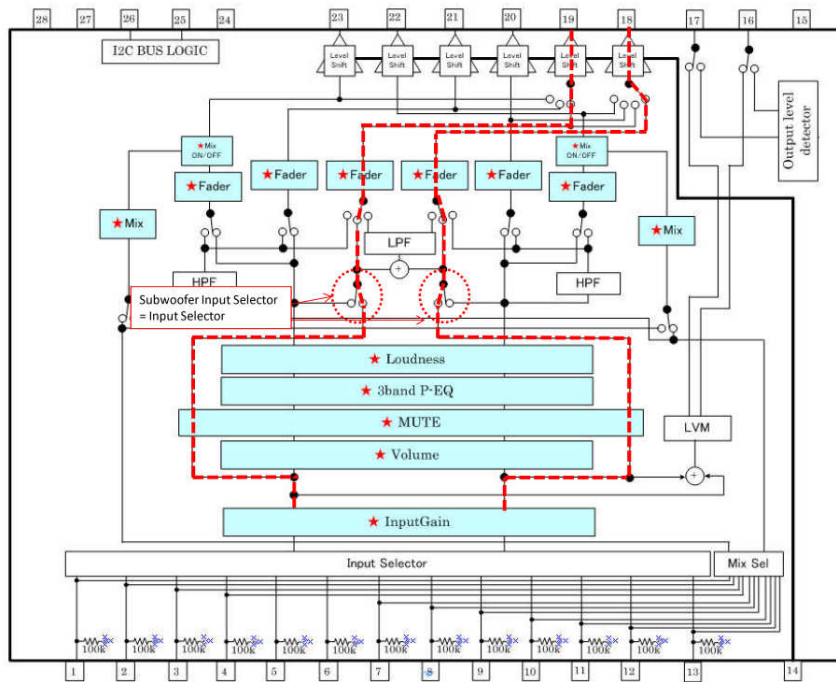 28 27 26 25 24 23 22 21 20 19 18 17 16 15
I2C BUS LOGIC
Level Shift Level Shift Level Shift Level Shift Level Shift Level Shift
Output level detector
★Mix ON/OFF
★Mix ON/OFF
★Fader ★Fader ★Fader ★Fader ★Fader ★Fader
★Mix
★Mix
LPF
HPF
HPF
Subwoofer Input Selector
= Input Selector
★ Loudness
★ 3band P-EQ
★ MUTE
★ Volume
LVM
★ InputGain
Input Selector
Mix Sel
100k 100k 100k 100k 100k 100k 100k 100k 100k 100k 100k 100k 100k
1 2 3 4 5 6 7 8 9 10 11 12 13 14